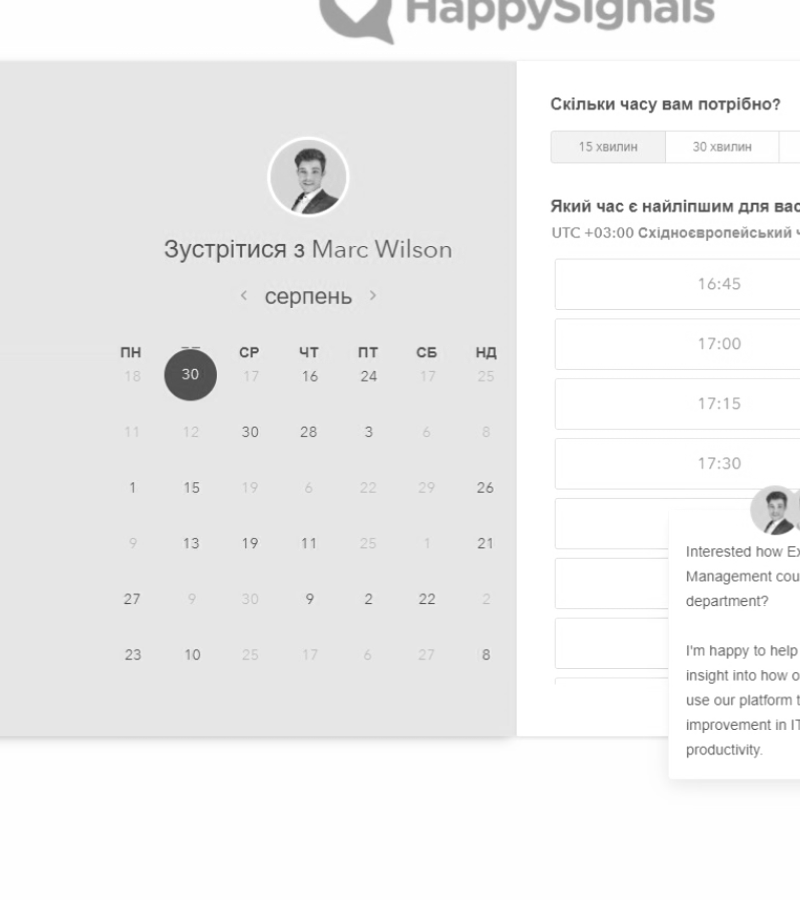 HappySignals
Зустрітися з Marc Wilson
серпень
ПН СР ЧТ ПТ СБ НД
18 30 17 16 24 17 25
11 12 30 28 3 6 8
1 15 19 6 22 29 26
9 13 19 11 25 1 21
27 9 30 9 2 22 2
23 10 25 17 6 27 8
Скільки часу вам потрібно?
15 хвилин 30 хвилин
Який час є найліпшим для вас
UTC +03:00 Східноєвропейський ч
16:45
17:00
17:15
17:30
Interested how Ex
Management cou
department?
I'm happy to help
insight into how o
use our platform t
improvement in IT
productivity.